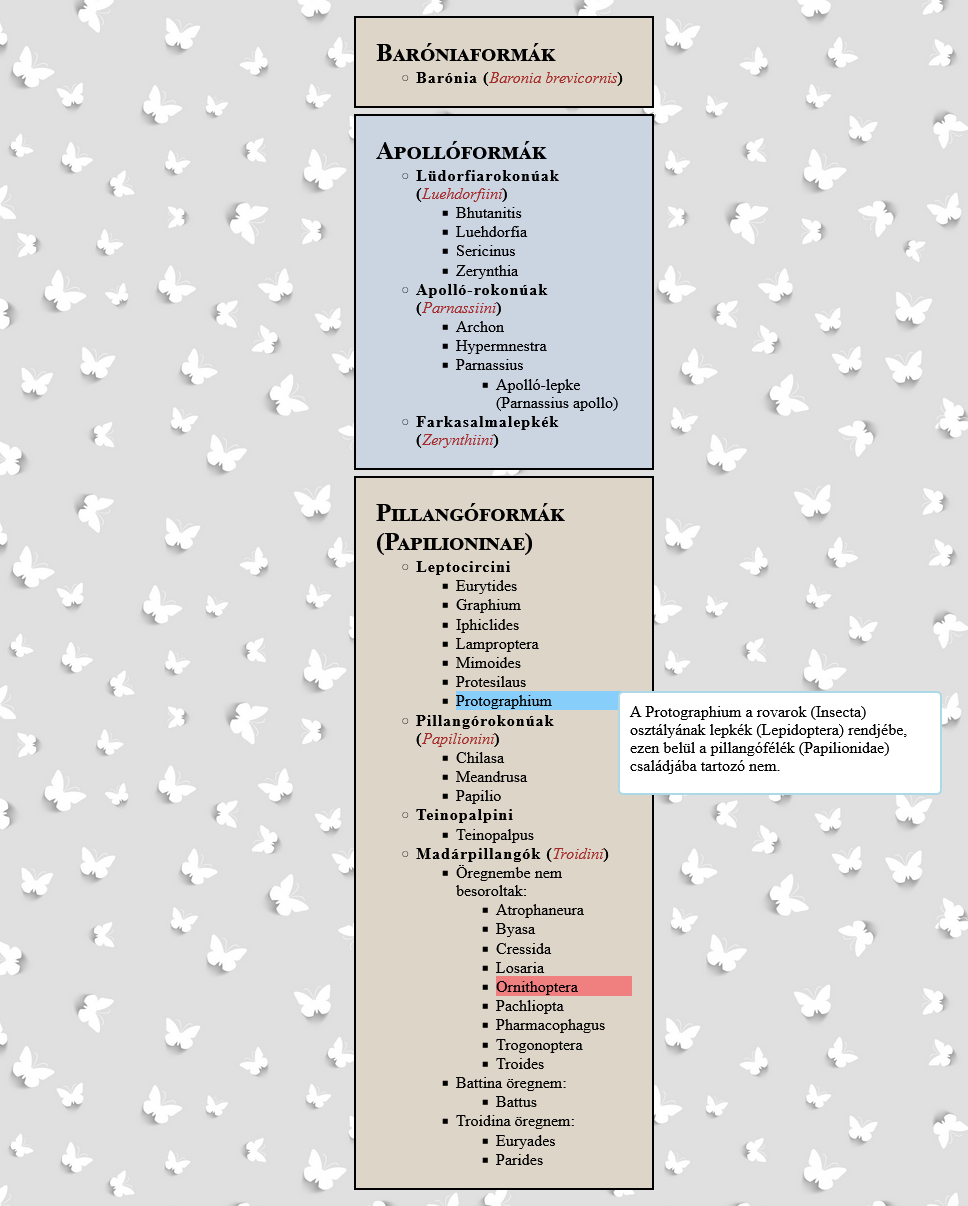 Baróniaformák
Barónia (Baronia brevicornis)
Apollóformák
Lüdorfiarokonúak
(Luehdorfiini)
Bhutanitis
Luehdorfia
Sericinus
Zerynthia
Apolló-rokonúak
(Parnassiini)
Archon
Hypermnestra
Parnassius
Apolló-lepke
(Parnassius apollo)
Farkasalmalepkék
(Zerynthiini)
Pillangóformák
(Papilioninae)
Leptocircini
Eurytides
Graphium
Iphiclides
Lamproptera
Mimoides
Protesilaus
Protographium
A Protographium a rovarok (Insecta)
osztályának lepkék (Lepidoptera) rendjébe,
ezen belül a pillangófélék (Papilionidae)
családjába tartozó nem.
Pillangórokonúak
(Papilionini)
Chilasa
Meandrusa
Papilio
Teinopalpini
Teinopalpus
Madárpillangók (Troidini)
Öregnembe nem
besoroltak:
Atrophaneura
Byasa
Cressida
Losaria
Ornithoptera
Pachliopta
Pharmacophagus
Trogonoptera
Troides
Battina öregnem:
Battus
Troidina öregnem:
Euryades
Parides